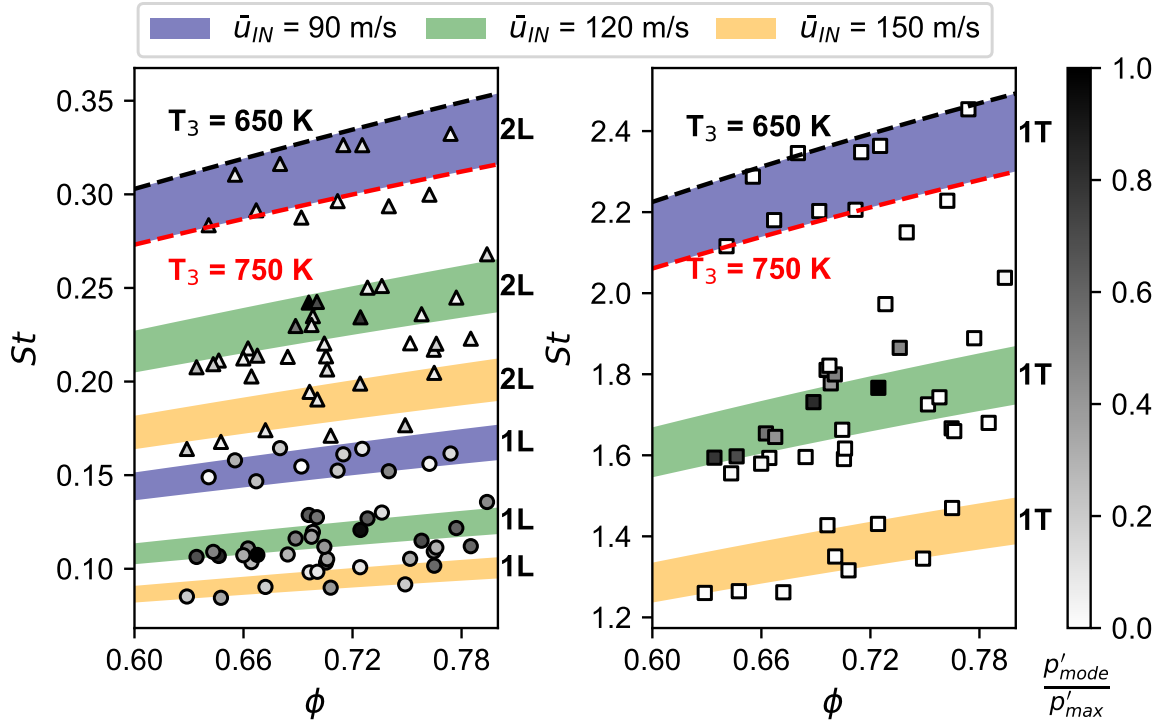 ū_IN = 90 m/s ū_IN = 120 m/s ū_IN = 150 m/s
T₃ = 650 K
T₃ = 750 K
2L
2L
2L
1L
1L
1L
0.35
0.30
0.25
0.20
0.15
0.10
St
0.60 0.66 0.72 0.78
ϕ
T₃ = 650 K
T₃ = 750 K
1T
1T
1T
2.4
2.2
2.0
1.8
1.6
1.4
1.2
St
0.60 0.66 0.72 0.78
ϕ
1.0
0.8
0.6
0.4
0.2
0.0
p′mode
p′max